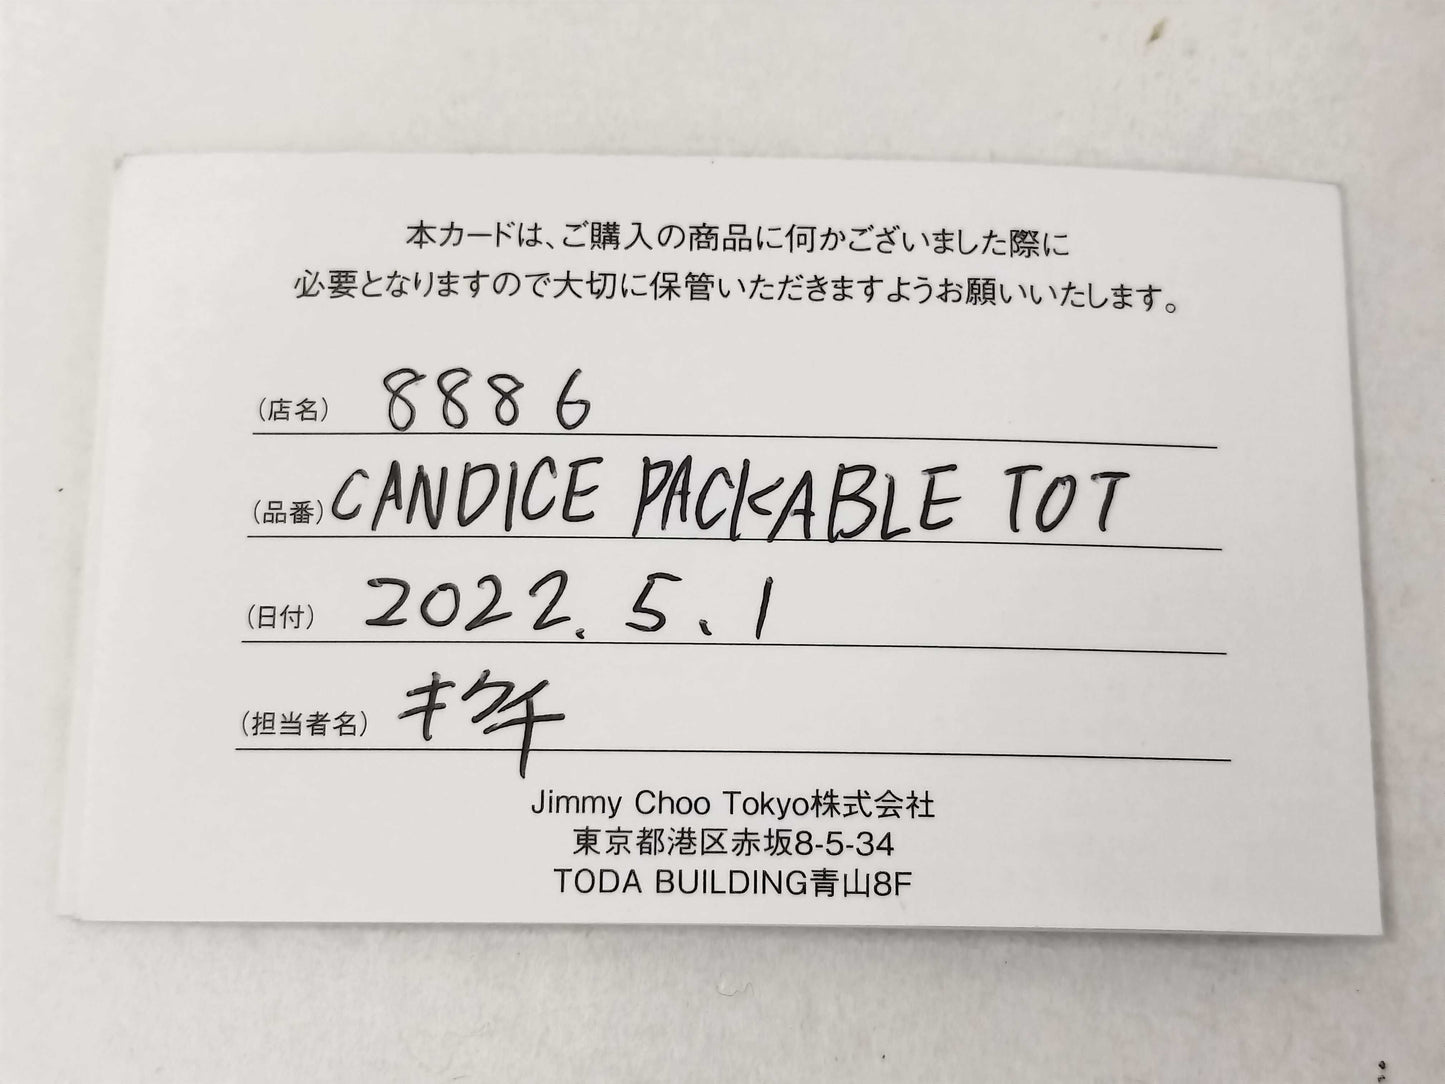 本カードは、ご購入の商品に何かございました際に
必要となりますので大切に保管いただきますようお願いいたします。
(店名) 8886
(品番) CANDICE PACKABLE TOT
(日付) 2022. 5. 1
(担当者名) キクチ
Jimmy Choo Tokyo株式会社
東京都港区赤坂8-5-34
TODA BUILDING青山8F